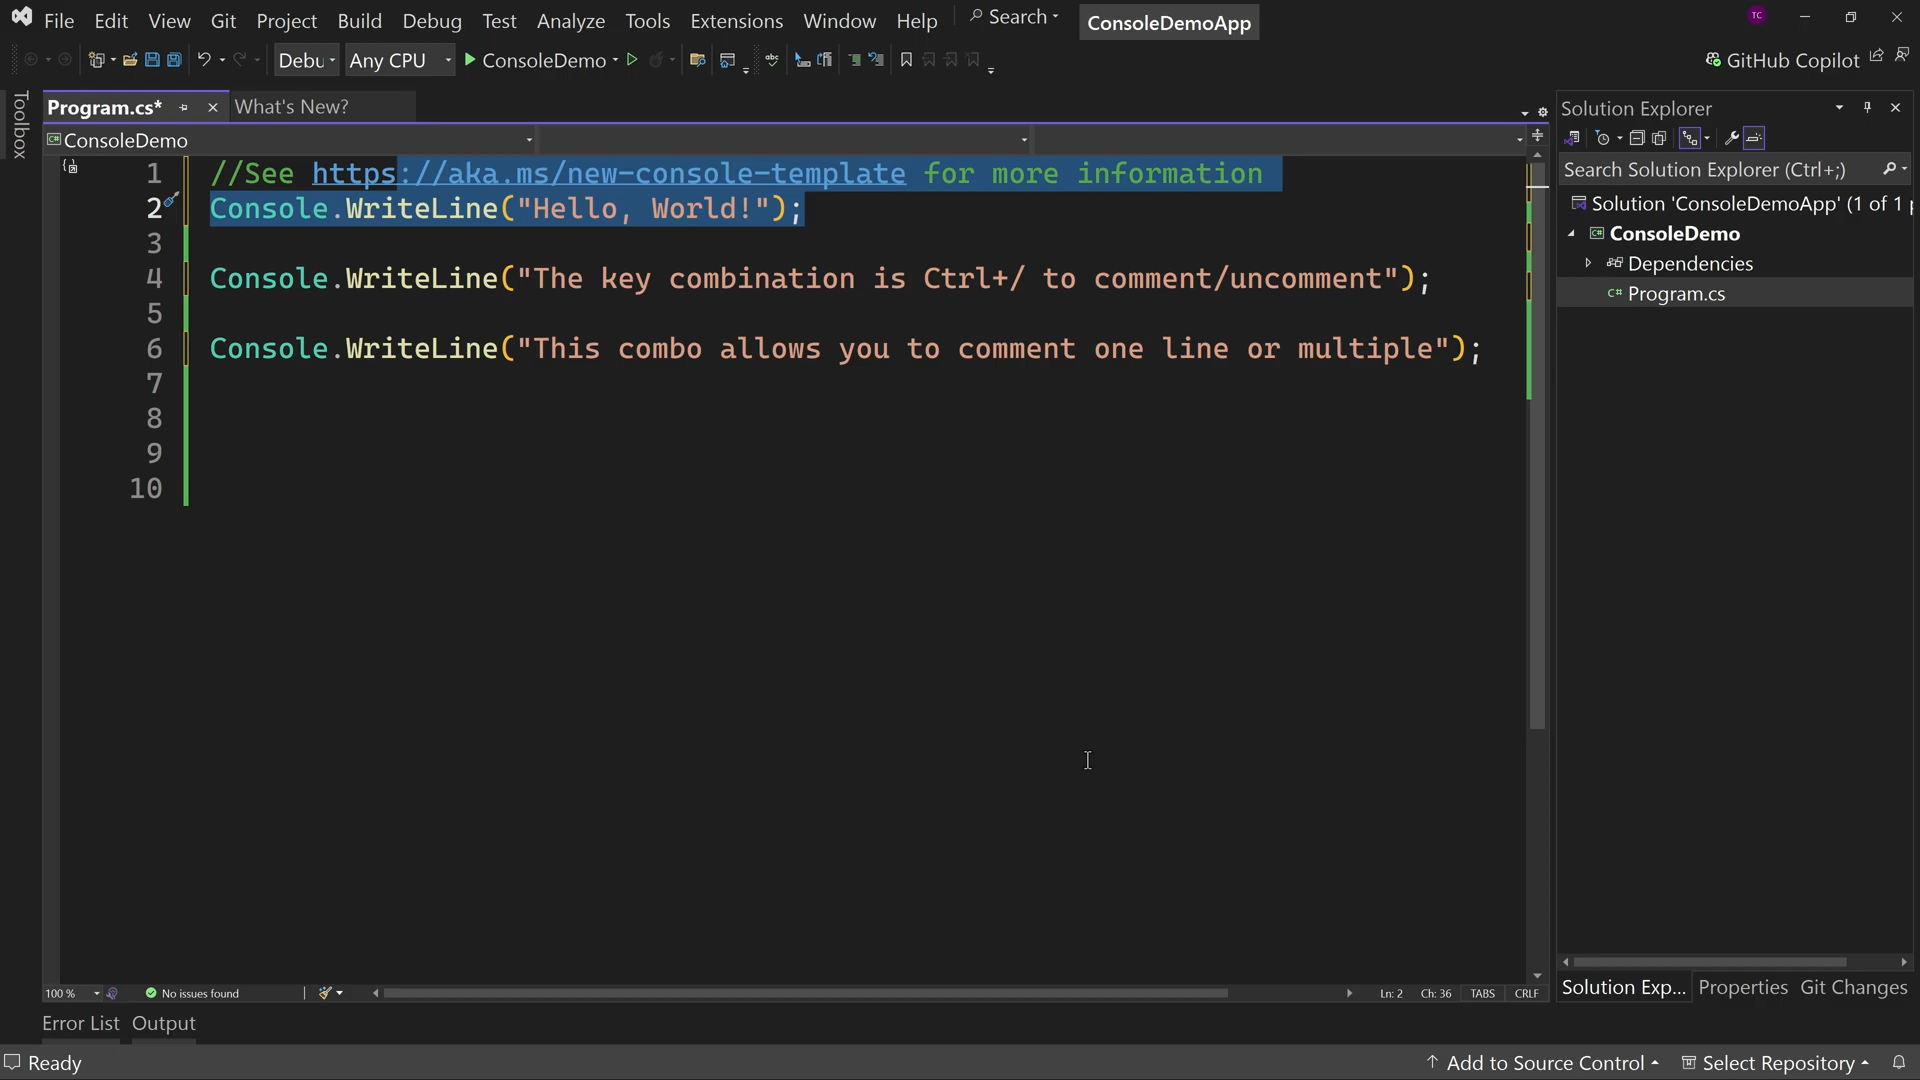 File Edit View Git Project Build Debug Test Analyze Tools Extensions Window Help Search ConsoleDemoApp
TC
Debu Any CPU ConsoleDemo
abc
GitHub Copilot
Toolbox
Program.cs* What's New?
ConsoleDemo
1 //See https://aka.ms/new-console-template for more information
2 Console.WriteLine("Hello, World!");
3
4 Console.WriteLine("The key combination is Ctrl+/ to comment/uncomment");
5
6 Console.WriteLine("This combo allows you to comment one line or multiple");
7
8
9
10
100 % No issues found Ln: 2 Ch: 36 TABS CRLF
Error List Output
Solution Explorer
Search Solution Explorer (Ctrl+;)
Solution 'ConsoleDemoApp' (1 of 1
C# ConsoleDemo
Dependencies
C# Program.cs
Solution Exp... Properties Git Changes
Ready Add to Source Control Select Repository